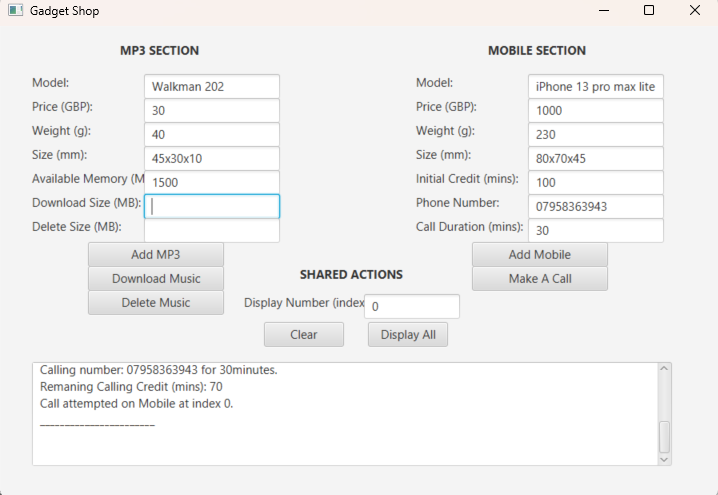 Gadget Shop
MP3 SECTION
Model: Walkman 202
Price (GBP): 30
Weight (g): 40
Size (mm): 45x30x10
Available Memory (M 1500
Download Size (MB):
Delete Size (MB):
Add MP3
Download Music
Delete Music
MOBILE SECTION
Model: iPhone 13 pro max lite
Price (GBP): 1000
Weight (g): 230
Size (mm): 80x70x45
Initial Credit (mins): 100
Phone Number: 07958363943
Call Duration (mins): 30
Add Mobile
Make A Call
SHARED ACTIONS
Display Number (index 0
Clear Display All
Calling number: 07958363943 for 30minutes.
Remaning Calling Credit (mins): 70
Call attempted on Mobile at index 0.
_______________________